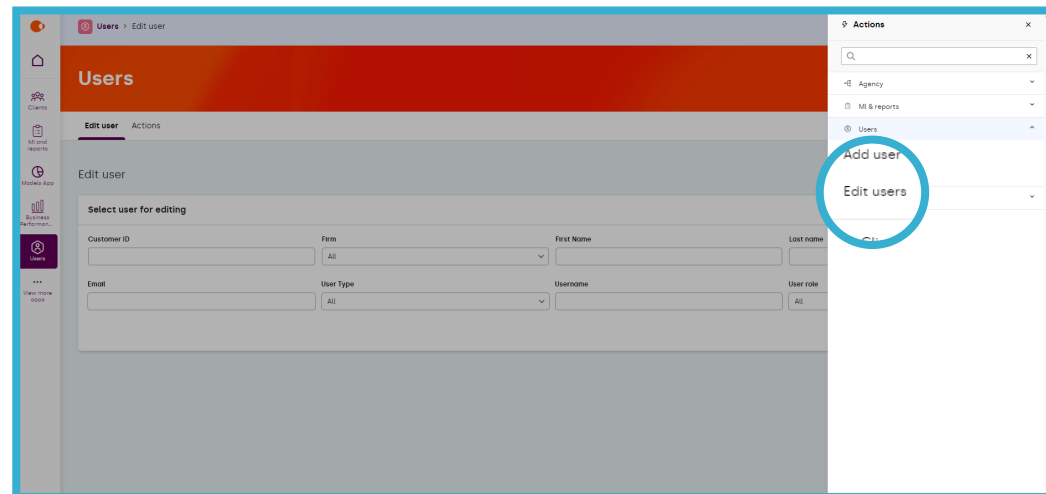 Users > Edit user
Actions
Users
Agency
MI & reports
Users
Add user
Edit users
Clients
MI and
reports
Models App
Business
Performan...
Users
View more
apps
Edit user Actions
Edit user
Select user for editing
Customer ID Firm First Name Last name
All
Email User Type Username User role
All All